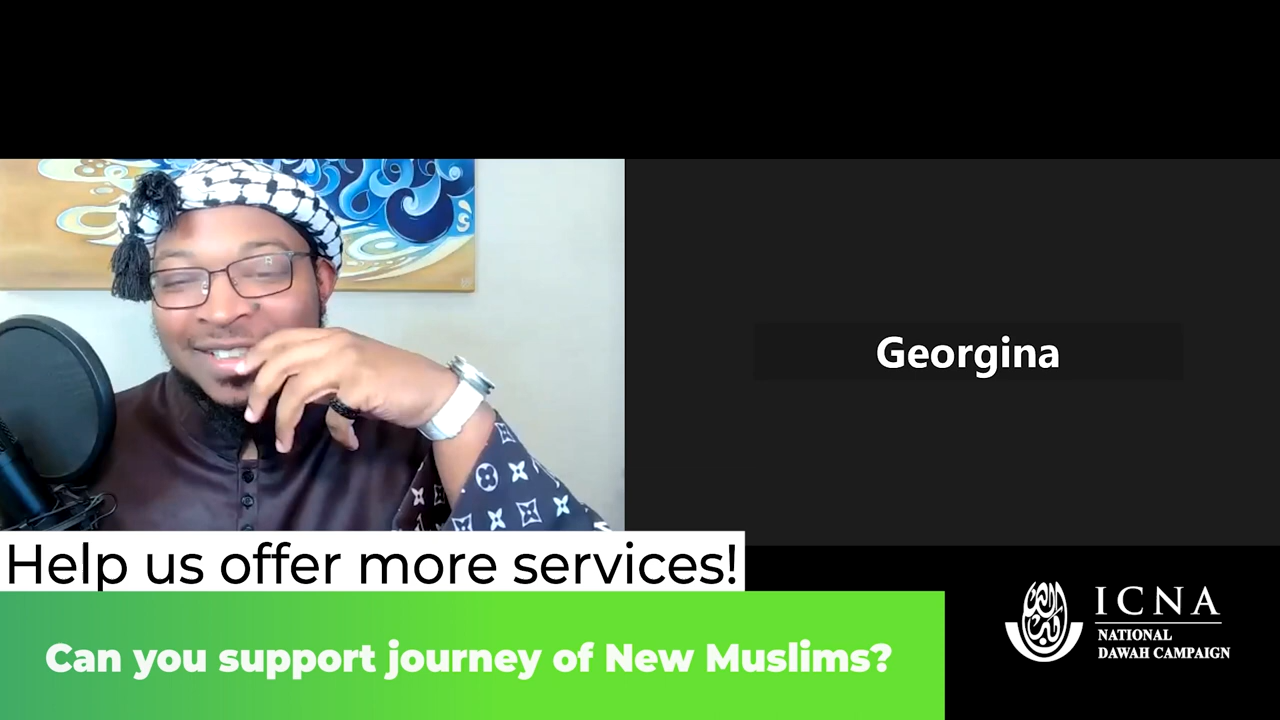 Georgina
Help us offer more services!
Can you support journey of New Muslims?
ICNA
NATIONAL
DAWAH CAMPAIGN